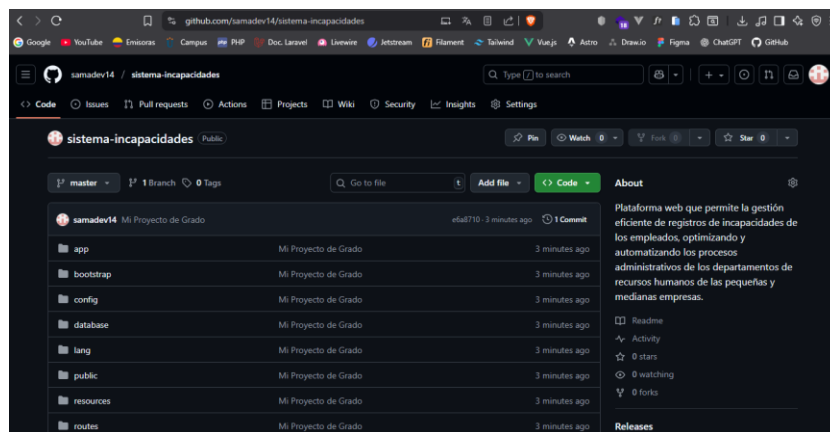 github.com/samadev14/sistema-incapacidades
Google YouTube Emisoras Campus PHP Doc. Laravel Livewire Jetstream Filament Tailwind Vue.js Astro Draw.io Figma ChatGPT GitHub
samadev14 / sistema-incapacidades
Type / to search
Code Issues Pull requests Actions Projects Wiki Security Insights Settings
sistema-incapacidades Public
Pin Watch 0 Fork 0 Star 0
master 1 Branch 0 Tags Go to file t Add file Code
samadev14 Mi Proyecto de Grado e6a8710 · 3 minutes ago 1 Commit
app Mi Proyecto de Grado 3 minutes ago
bootstrap Mi Proyecto de Grado 3 minutes ago
config Mi Proyecto de Grado 3 minutes ago
database Mi Proyecto de Grado 3 minutes ago
lang Mi Proyecto de Grado 3 minutes ago
public Mi Proyecto de Grado 3 minutes ago
resources Mi Proyecto de Grado 3 minutes ago
routes Mi Proyecto de Grado 3 minutes ago
About
Plataforma web que permite la gestión
eficiente de registros de incapacidades de
los empleados, optimizando y
automatizando los procesos
administrativos de los departamentos de
recursos humanos de las pequeñas y
medianas empresas.
Readme
Activity
0 stars
0 watching
0 forks
Releases